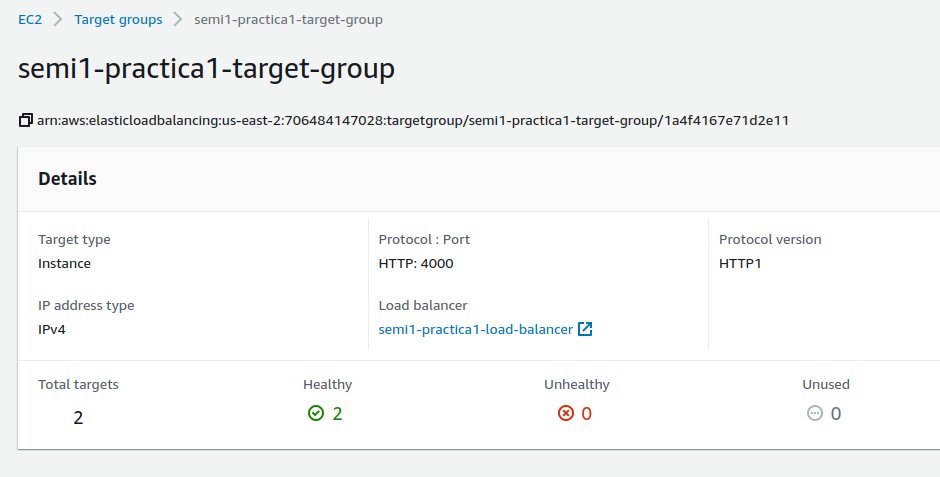 EC2 > Target groups > semi1-practica1-target-group
semi1-practica1-target-group
arn:aws:elasticloadbalancing:us-east-2:706484147028:targetgroup/semi1-practica1-target-group/1a4f4167e71d2e11
Details
Target type
Instance
Protocol : Port
HTTP: 4000
Protocol version
HTTP1
IP address type
IPv4
Load balancer
semi1-practica1-load-balancer
Total targets
2
Healthy
2
Unhealthy
0
Unused
0